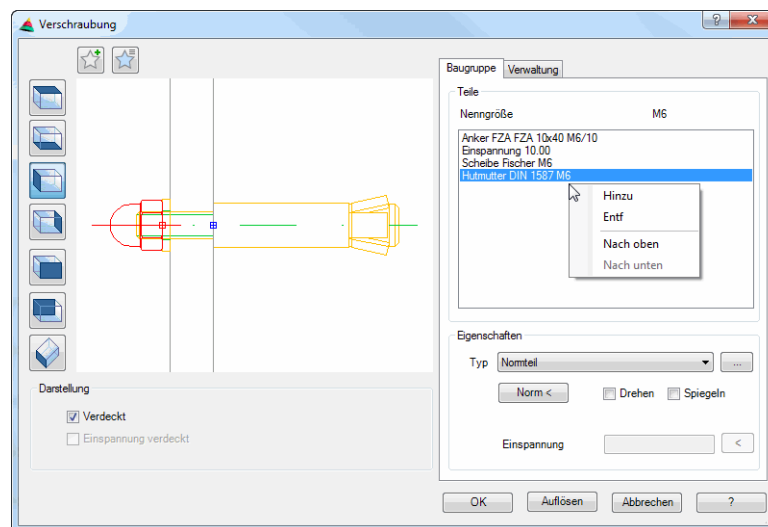 Verschraubung
Baugruppe
Verwaltung
Teile
Nenngröße M6
Anker FZA FZA 10x40 M6/10
Einspannung 10.00
Scheibe Fischer M6
Hutmutter DIN 1587 M6
Hinzu
Entf
Nach oben
Nach unten
Eigenschaften
Typ Normteil ...
Norm < Drehen Spiegeln
Einspannung <
Darstellung
Verdeckt
Einspannung verdeckt
OK Auflösen Abbrechen ?